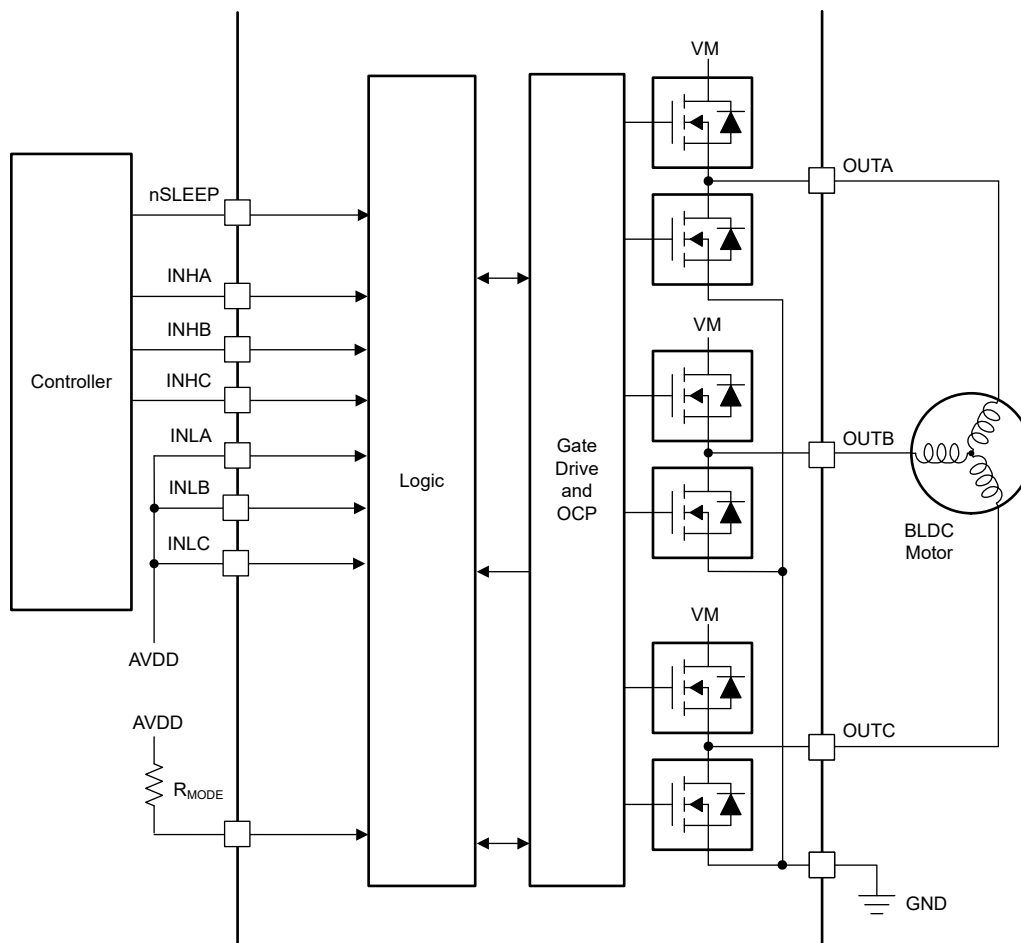 VM
nSLEEP
OUTA
INHA
INHB
VM
Controller
INHC
INLA
OUTB
Logic
Gate
Drive
and
OCP
INLB
BLDC
Motor
INLC
VM
AVDD
AVDD
OUTC
RMODE
GND